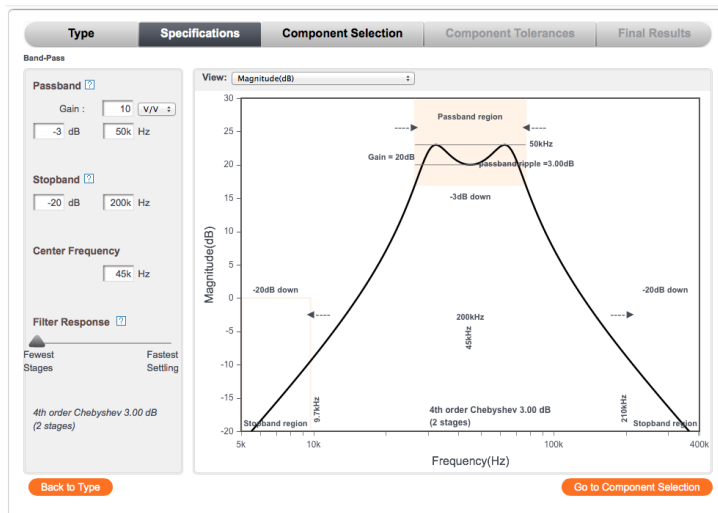 Type Specifications Component Selection Component Tolerances Final Results
Band-Pass
Passband ?
Gain : 10 V/V
-3 dB 50k Hz
Stopband ?
-20 dB 200k Hz
Center Frequency
45k Hz
Filter Response ?
Fewest Stages
Fastest Settling
4th order Chebyshev 3.00 dB
(2 stages)
View: Magnitude(dB)
Magnitude(dB)
30
25
20
15
10
5
0
-5
-10
-15
-20
Passband region
50kHz
Gain = 20dB
passband ripple =3.00dB
-3dB down
-20dB down
-20dB down
200kHz
45kHz
9.7kHz
210kHz
4th order Chebyshev 3.00 dB
(2 stages)
Stopband region
Stopband region
5k 10k 100k 400k
Frequency(Hz)
Back to Type
Go to Component Selection